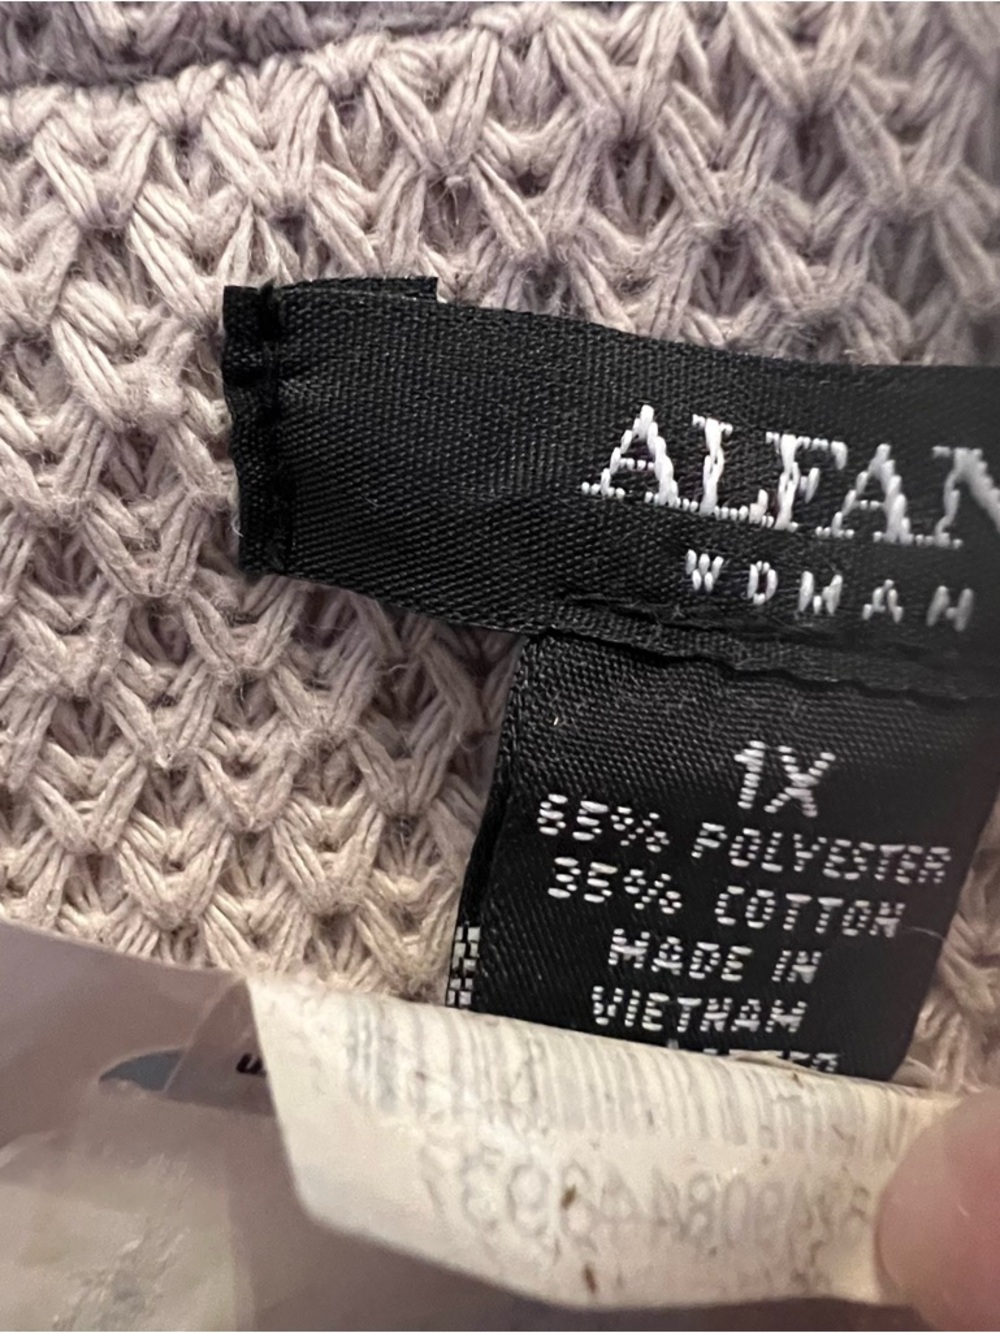 ALFAN
WOMAN
1X
65% POLYESTER
35% COTTON
MADE IN
VIETNAM